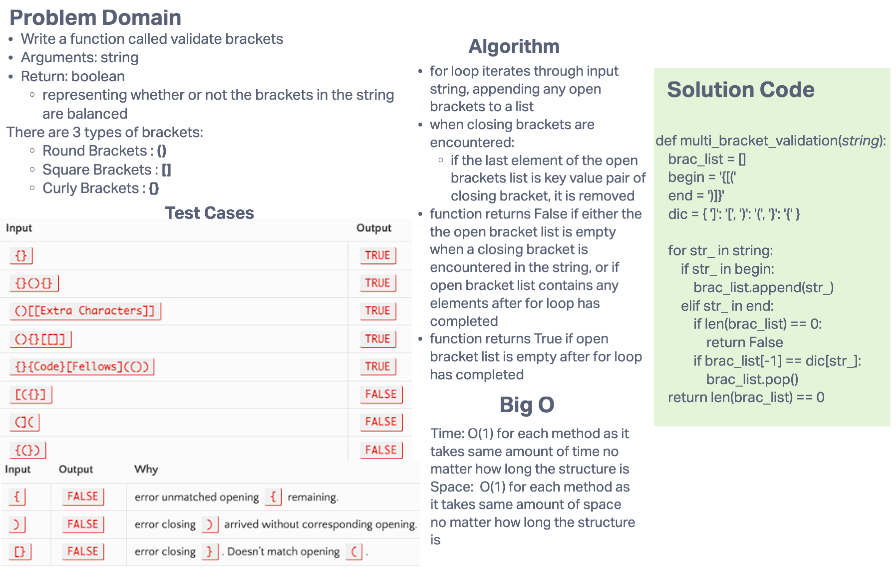 Problem Domain
• Write a function called validate brackets
• Arguments: string
• Return: boolean
◦ representing whether or not the brackets in the string
are balanced
There are 3 types of brackets:
◦ Round Brackets : ()
◦ Square Brackets : []
◦ Curly Brackets : {}
Test Cases
Input Output
{} TRUE
{}(){} TRUE
()[[Extra Characters]] TRUE
(){}[[]] TRUE
{}{Code}[Fellows](()) TRUE
[({}] FALSE
(]( FALSE
{(}) FALSE
Input Output Why
{ FALSE error unmatched opening { remaining.
) FALSE error closing ) arrived without corresponding opening.
[} FALSE error closing }. Doesn't match opening (.
Algorithm
• for loop iterates through input
string, appending any open
brackets to a list
• when closing brackets are
encountered:
◦ if the last element of the open
brackets list is key value pair of
closing bracket, it is removed
• function returns False if either the
the open bracket list is empty
when a closing bracket is
encountered in the string, or if
open bracket list contains any
elements after for loop has
completed
• function returns True if open
bracket list is empty after for loop
has completed
Big O
Time: O(1) for each method as it
takes same amount of time no
matter how long the structure is
Space: O(1) for each method as
it takes same amount of space
no matter how long the structure
is
Solution Code
def multi_bracket_validation(string):
brac_list = []
begin = '{[('
end = ')]}'
dic = { ']': '[', ')': '(', '}': '{' }
for str_ in string:
if str_ in begin:
brac_list.append(str_)
elif str_ in end:
if len(brac_list) == 0:
return False
if brac_list[-1] == dic[str_]:
brac_list.pop()
return len(brac_list) == 0